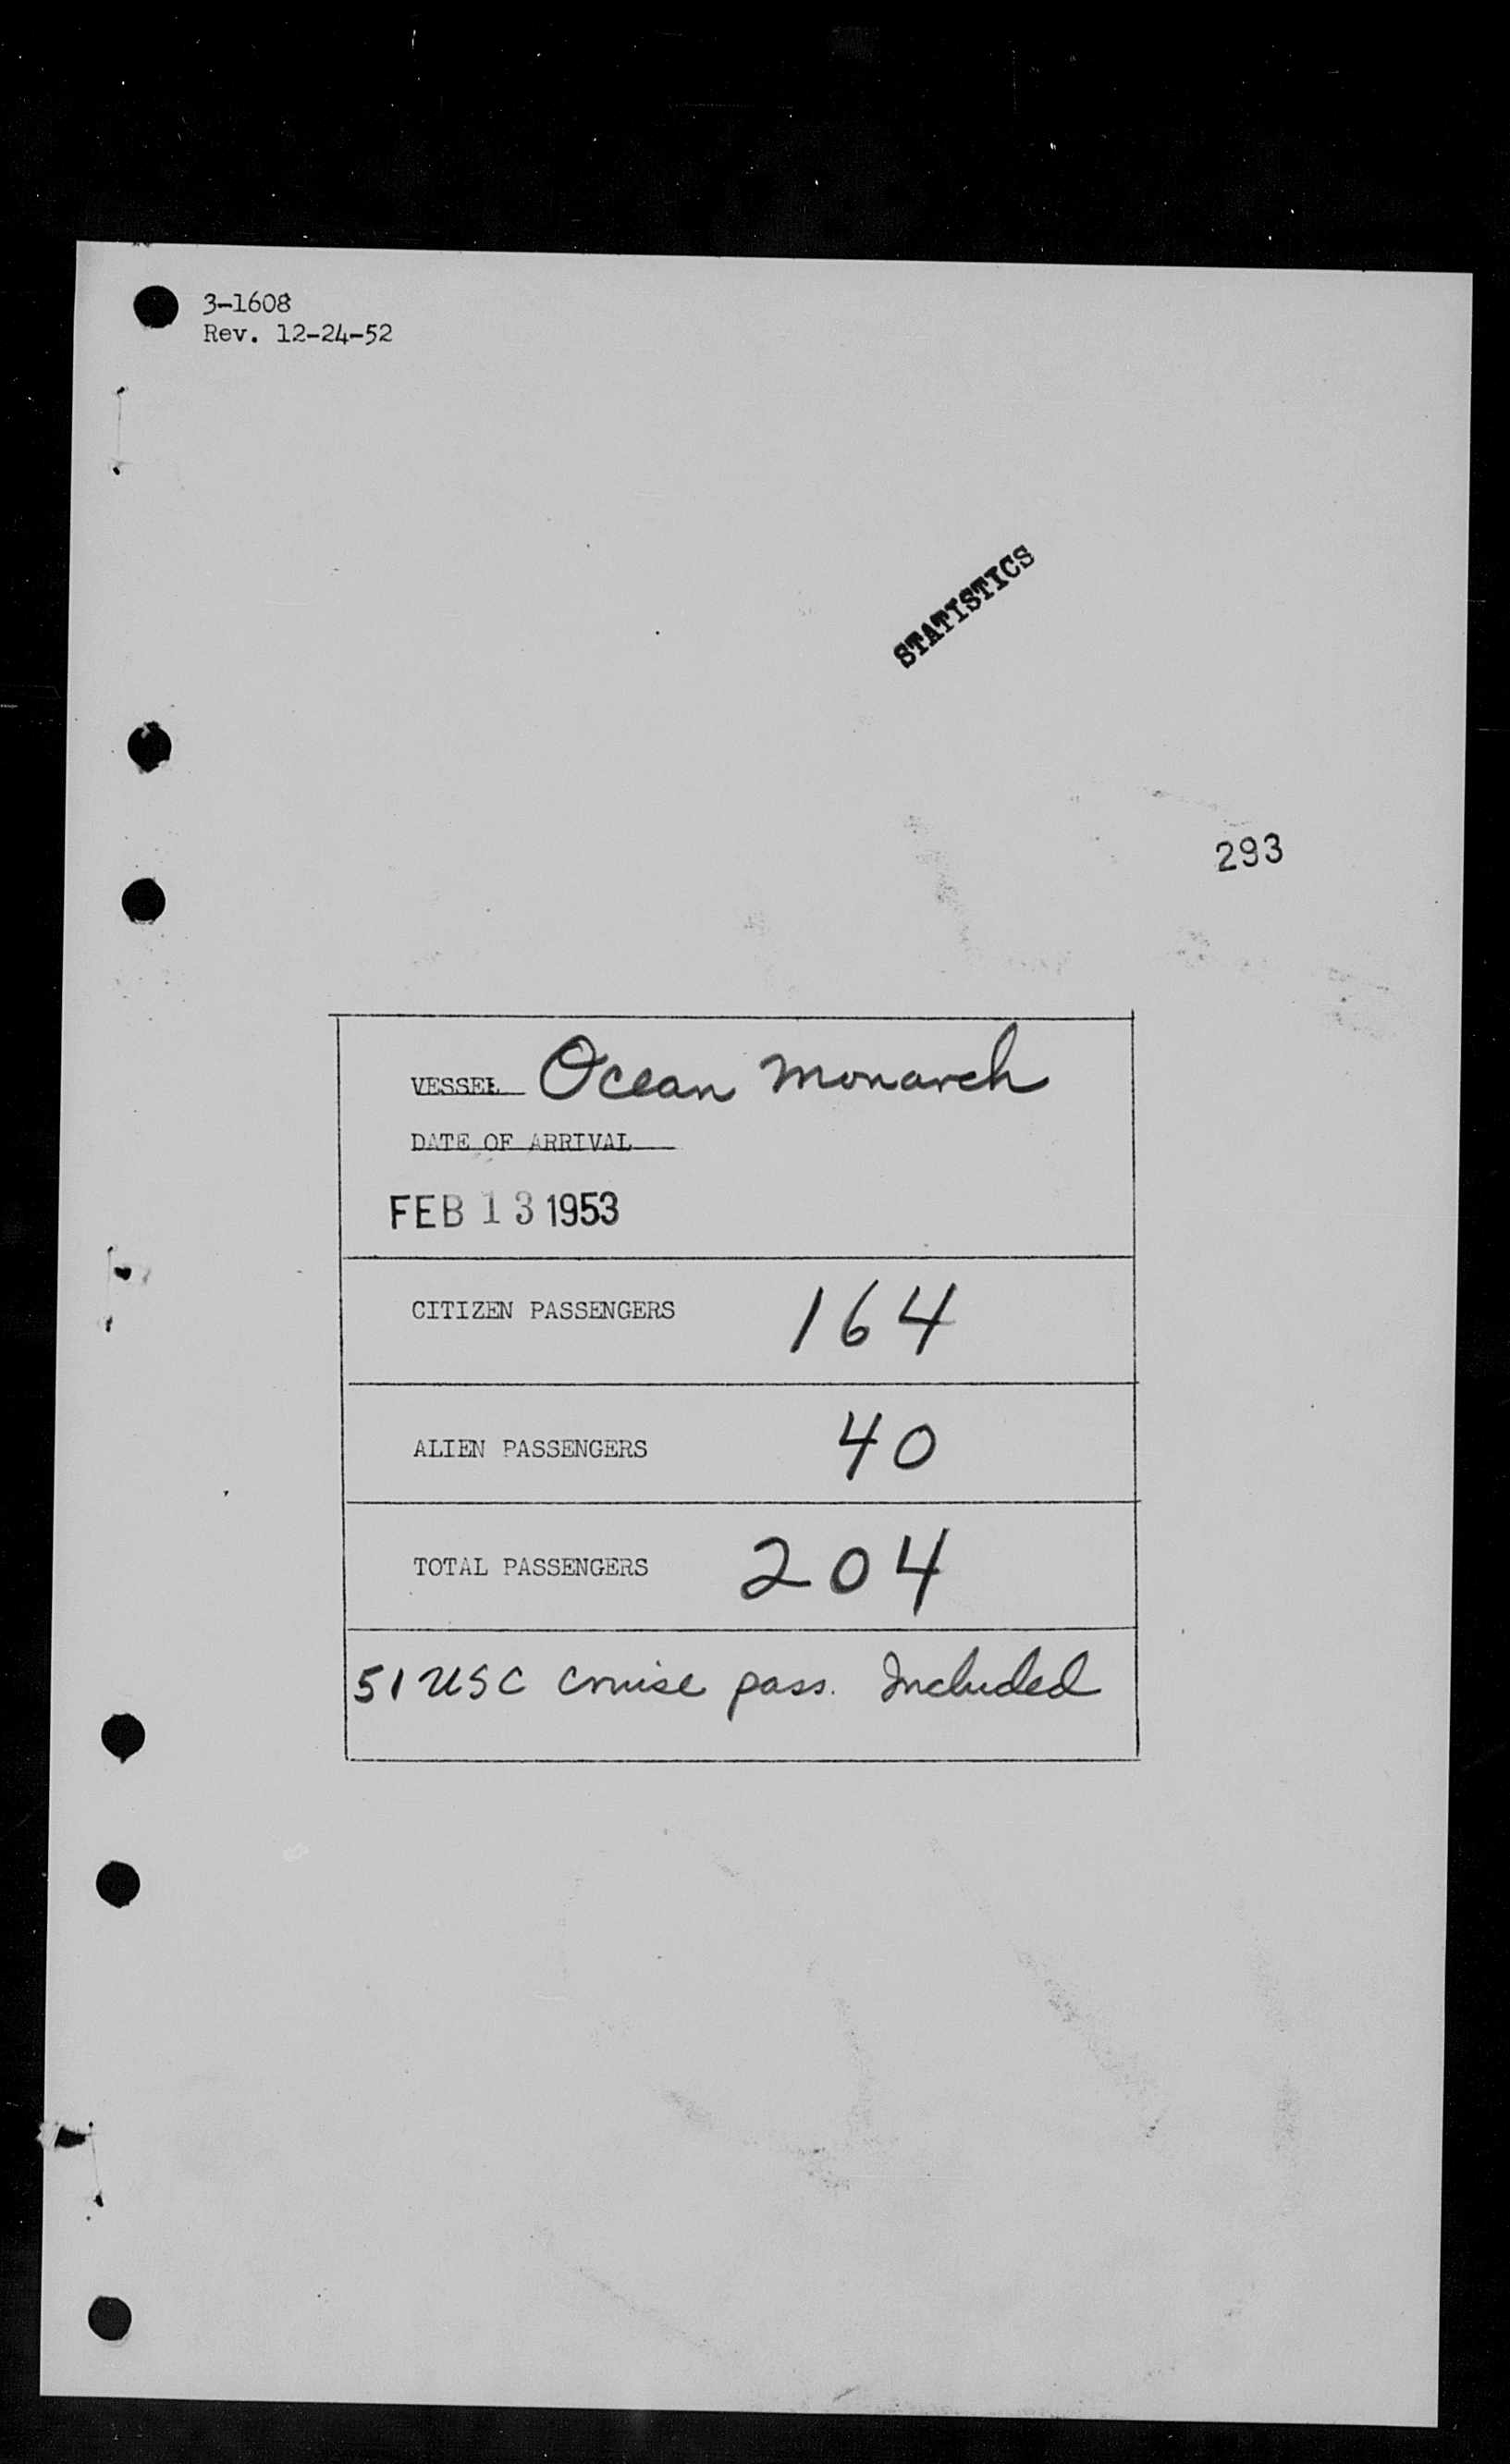 3-1608
Rev. 12-24-52
STATISTICS
293
VESSEL Ocean Monarch
DATE OF ARRIVAL
FEB 13 1953
CITIZEN PASSENGERS 164
ALIEN PASSENGERS 40
TOTAL PASSENGERS 204
51 USC cruise pass. Included